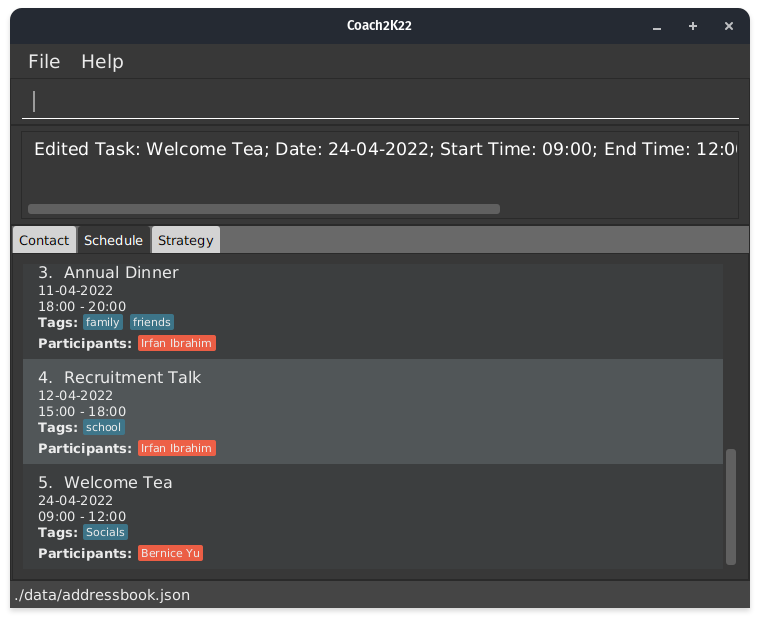 Coach2K22
File Help
Edited Task: Welcome Tea; Date: 24-04-2022; Start Time: 09:00; End Time: 12:0
Contact Schedule Strategy
3. Annual Dinner
11-04-2022
18:00 - 20:00
Tags: family friends
Participants: Irfan Ibrahim
4. Recruitment Talk
12-04-2022
15:00 - 18:00
Tags: school
Participants: Irfan Ibrahim
5. Welcome Tea
24-04-2022
09:00 - 12:00
Tags: Socials
Participants: Bernice Yu
./data/addressbook.json